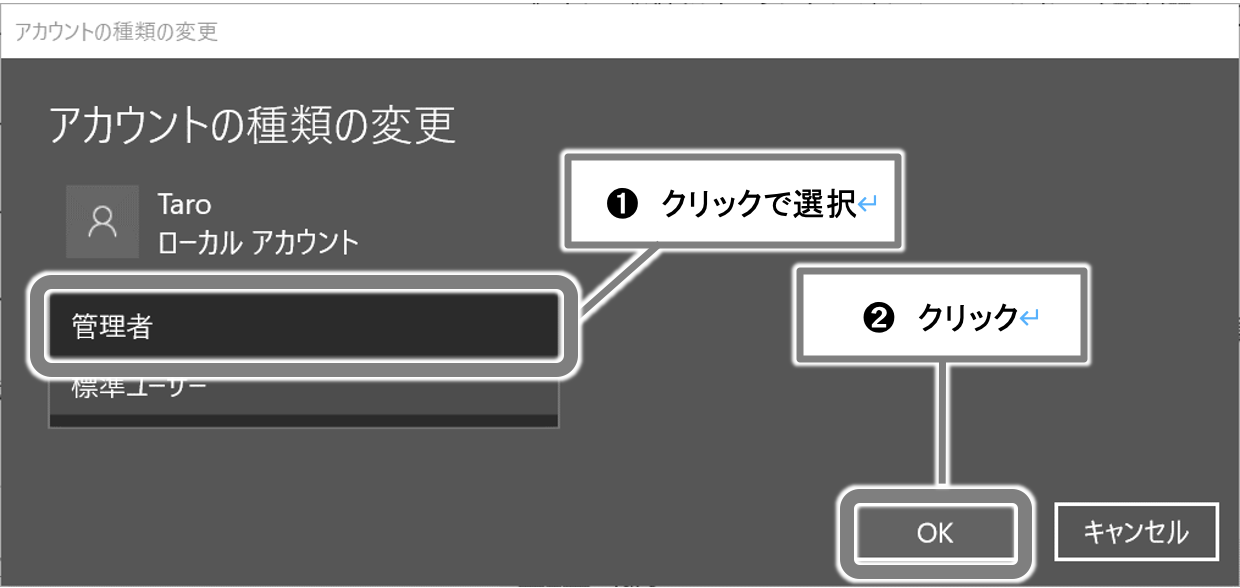 アカウントの種類の変更
アカウントの種類の変更
Taro
ローカル アカウント
❶ クリックで選択↵
管理者
❷ クリック↵
標準ユーザー
OK
キャンセル